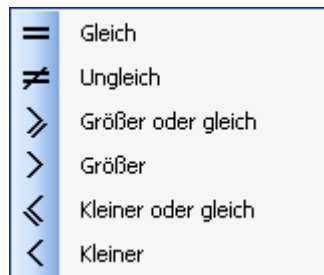 = Gleich
≠ Ungleich
⩾ Größer oder gleich
> Größer
⩽ Kleiner oder gleich
< Kleiner